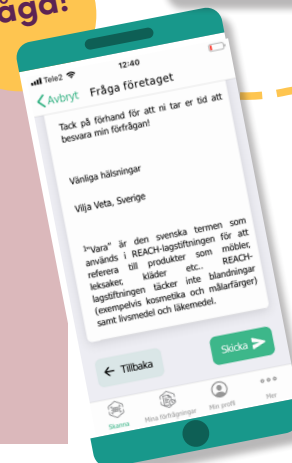 åga!
Tele2
12:40
Avbryt
Fråga företaget
Tack på förhand för att ni tar er tid att
besvara min förfrågan!
Vänliga hälsningar
Vilja Veta, Sverige
¹"Vara" är den svenska termen som
används i REACH-lagstiftningen för att
referera till produkter som möbler,
leksaker, kläder etc.. REACH-
lagstiftningen täcker inte blandningar
(exempelvis kosmetika och målarfärger)
samt livsmedel och läkemedel.
Skicka
← Tillbaka
Skanna
Mina förfrågningar
Min profil
Mer